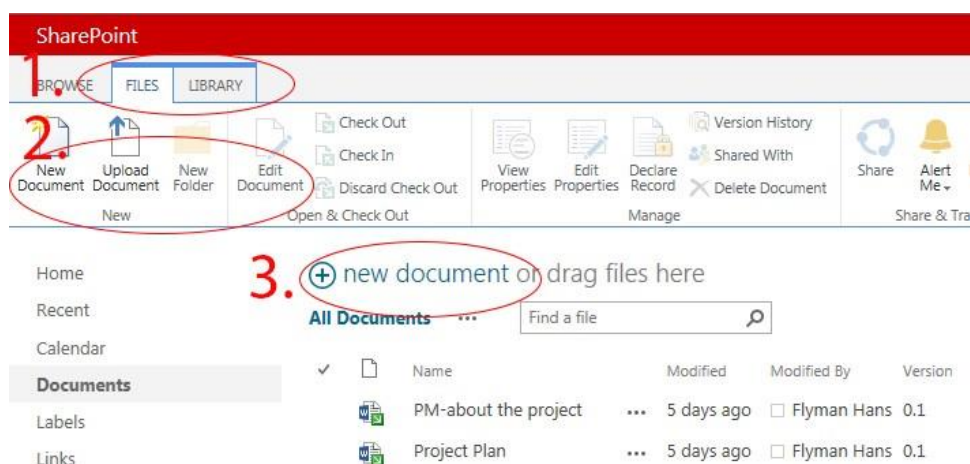 SharePoint
1.
BROWSE FILES LIBRARY
2.
New Document
Upload Document
New Folder
New
Edit Document
Check Out
Check In
Discard Check Out
Open & Check Out
View Properties
Edit Properties
Declare Record
Version History
Shared With
Delete Document
Manage
Share
Alert Me
Share & Tra
3.
new document or drag files here
All Documents ...
Find a file
Home
Recent
Calendar
Documents
Labels
Links
Name Modified Modified By Version
PM-about the project ... 5 days ago Flyman Hans 0.1
Project Plan ... 5 days ago Flyman Hans 0.1